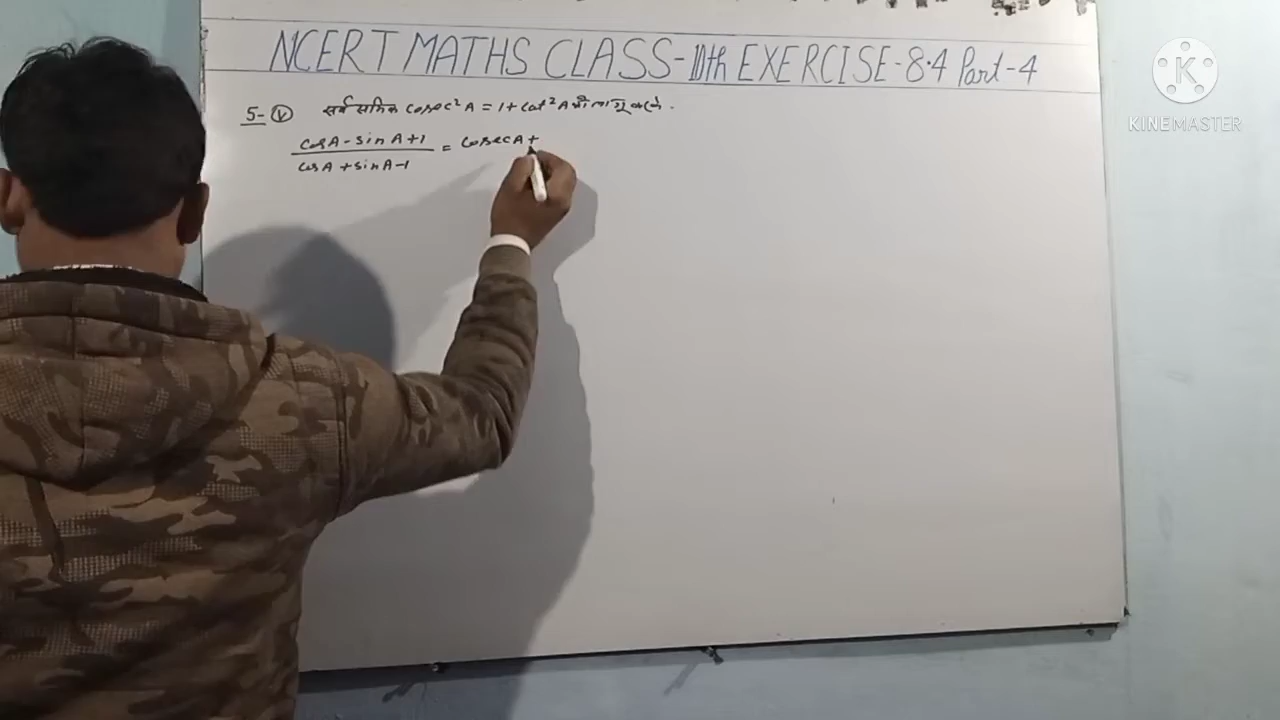 NCERT MATHS CLASS-10th EXERCISE-8.4 Part-4
5- (v) सर्वसमिका cosec²A = 1+cot²A को लागू करके.
cosA - sinA+1
cosA +sinA-1
= cosecA+
K
KINEMASTER